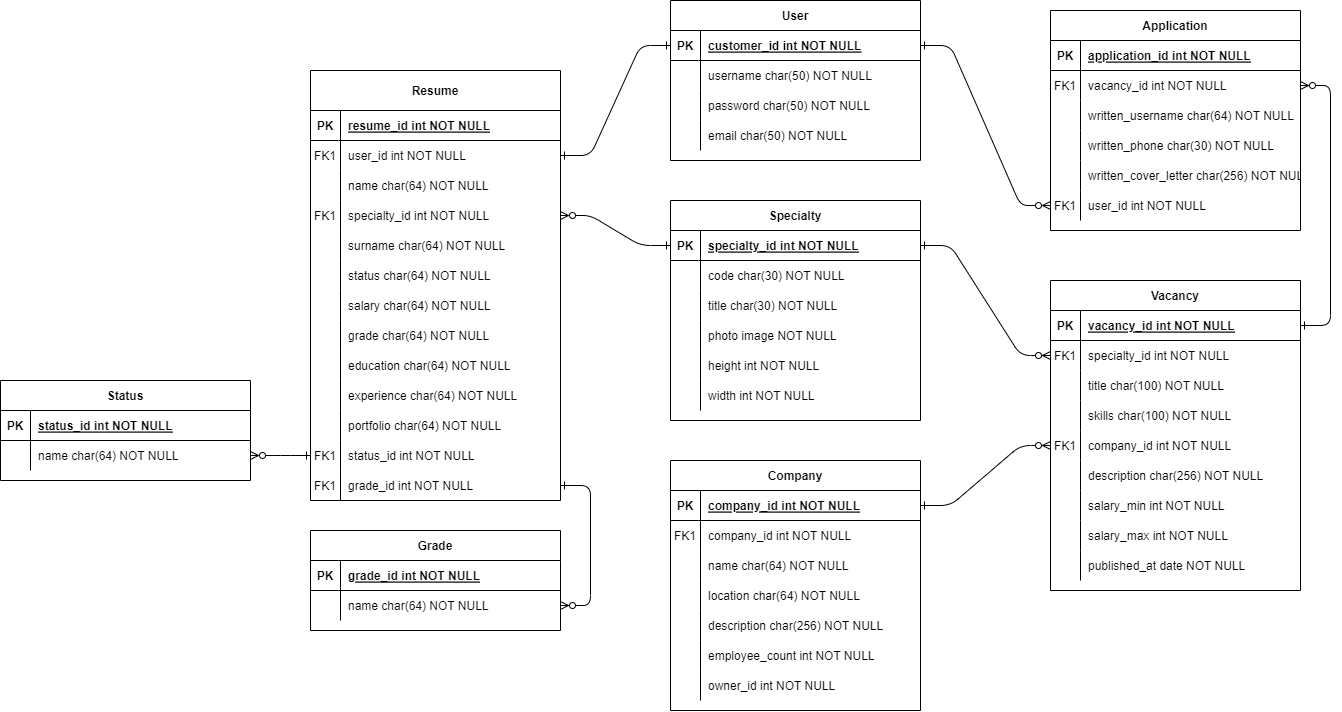 User
PK customer_id int NOT NULL
username char(50) NOT NULL
password char(50) NOT NULL
email char(50) NOT NULL
Application
PK application_id int NOT NULL
FK1 vacancy_id int NOT NULL
written_username char(64) NOT NULL
written_phone char(30) NOT NULL
written_cover_letter char(256) NOT NUL
FK1 user_id int NOT NULL
Resume
PK resume_id int NOT NULL
FK1 user_id int NOT NULL
name char(64) NOT NULL
FK1 specialty_id int NOT NULL
surname char(64) NOT NULL
status char(64) NOT NULL
salary char(64) NOT NULL
grade char(64) NOT NULL
education char(64) NOT NULL
experience char(64) NOT NULL
portfolio char(64) NOT NULL
FK1 status_id int NOT NULL
FK1 grade_id int NOT NULL
Specialty
PK specialty_id int NOT NULL
code char(30) NOT NULL
title char(30) NOT NULL
photo image NOT NULL
height int NOT NULL
width int NOT NULL
Vacancy
PK vacancy_id int NOT NULL
FK1 specialty_id int NOT NULL
title char(100) NOT NULL
skills char(100) NOT NULL
FK1 company_id int NOT NULL
description char(256) NOT NULL
salary_min int NOT NULL
salary_max int NOT NULL
published_at date NOT NULL
Status
PK status_id int NOT NULL
name char(64) NOT NULL
Company
PK company_id int NOT NULL
FK1 company_id int NOT NULL
name char(64) NOT NULL
location char(64) NOT NULL
description char(256) NOT NULL
employee_count int NOT NULL
owner_id int NOT NULL
Grade
PK grade_id int NOT NULL
name char(64) NOT NULL